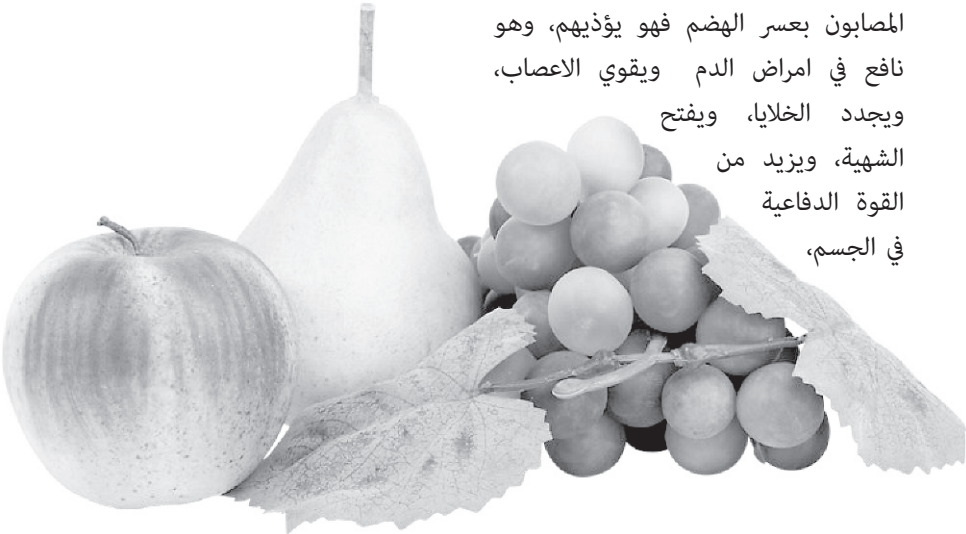 المصابون بعسر الهضم فهو يؤذيهم، وهو
نافع في امراض الدم ويقوي الاعصاب،
ويجدد الخلايا، ويفتح
الشهية، ويزيد من
القوة الدفاعية
في الجسم،